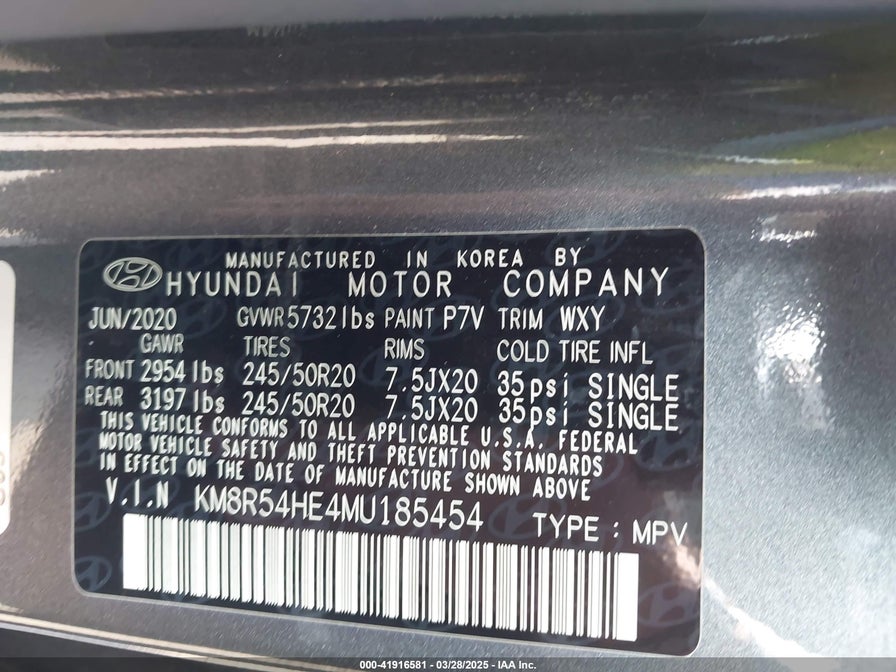 MANUFACTURED IN KOREA BY
HYUNDAI MOTOR COMPANY
JUN/2020 GVWR 5732 lbs PAINT P7V TRIM WXY
GAWR TIRES RIMS COLD TIRE INFL
FRONT 2954 lbs 245/50R20 7.5JX20 35psi SINGLE
REAR 3197 lbs 245/50R20 7.5JX20 35psi SINGLE
THIS VEHICLE CONFORMS TO ALL APPLICABLE U.S.A. FEDERAL
MOTOR VEHICLE SAFETY AND THEFT PREVENTION STANDARDS
IN EFFECT ON THE DATE OF MANUFACTURE SHOWN ABOVE
V.I.N KM8R54HE4MU185454 TYPE : MPV
000-41916581 / 03/28/2025 - IAA Inc.